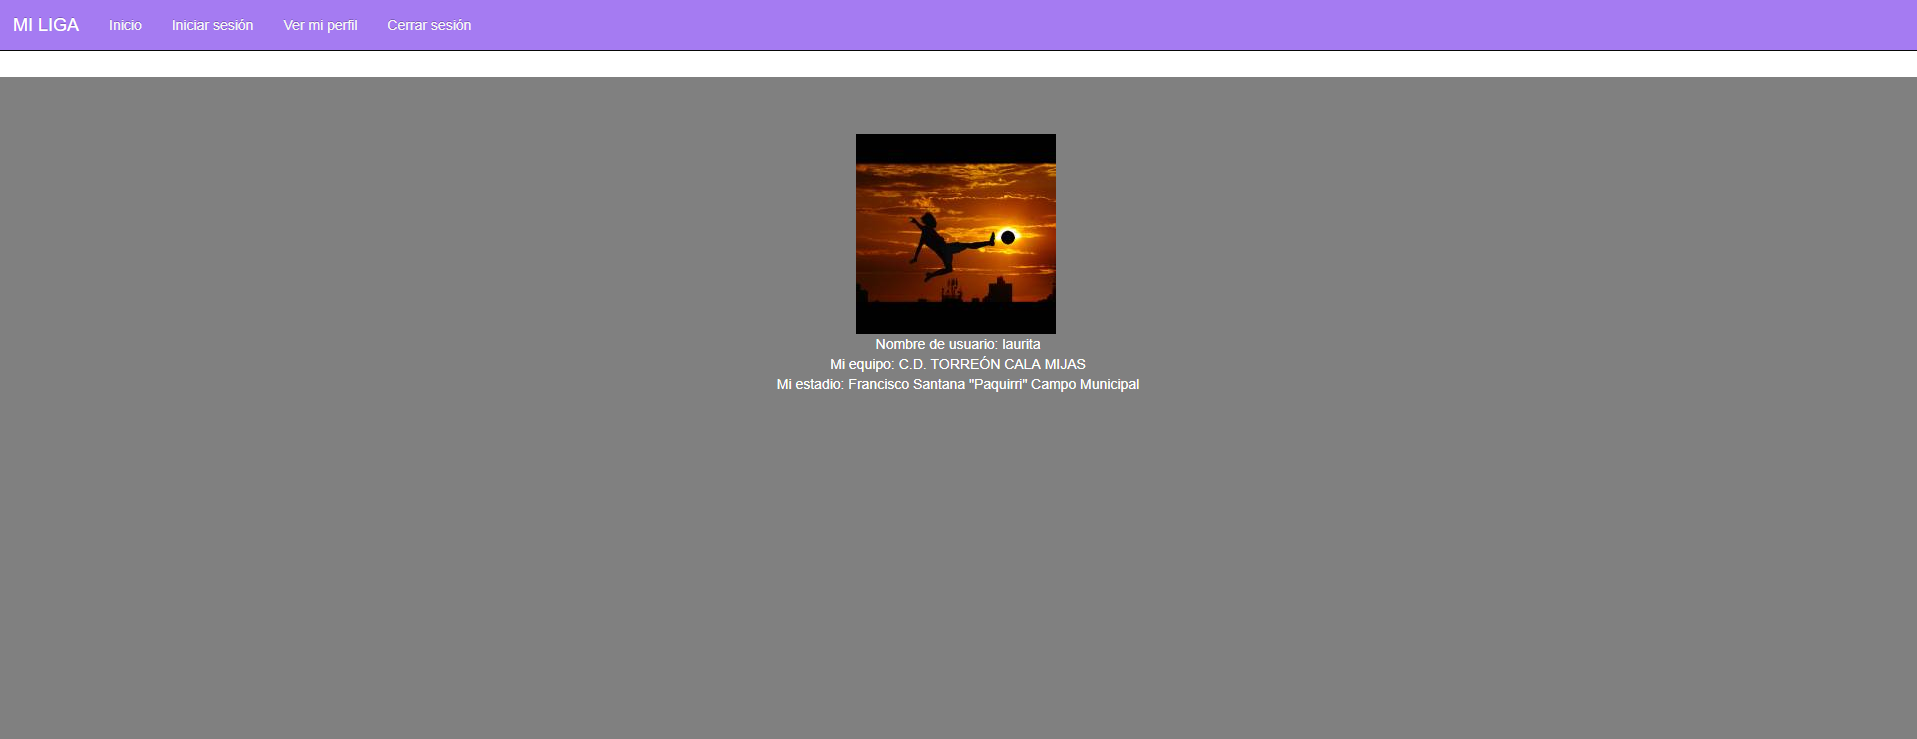 MI LIGA Inicio Iniciar sesión Ver mi perfil Cerrar sesión
Nombre de usuario: laurita
Mi equipo: C.D. TORREÓN CALA MIJAS
Mi estadio: Francisco Santana "Paquirri" Campo Municipal